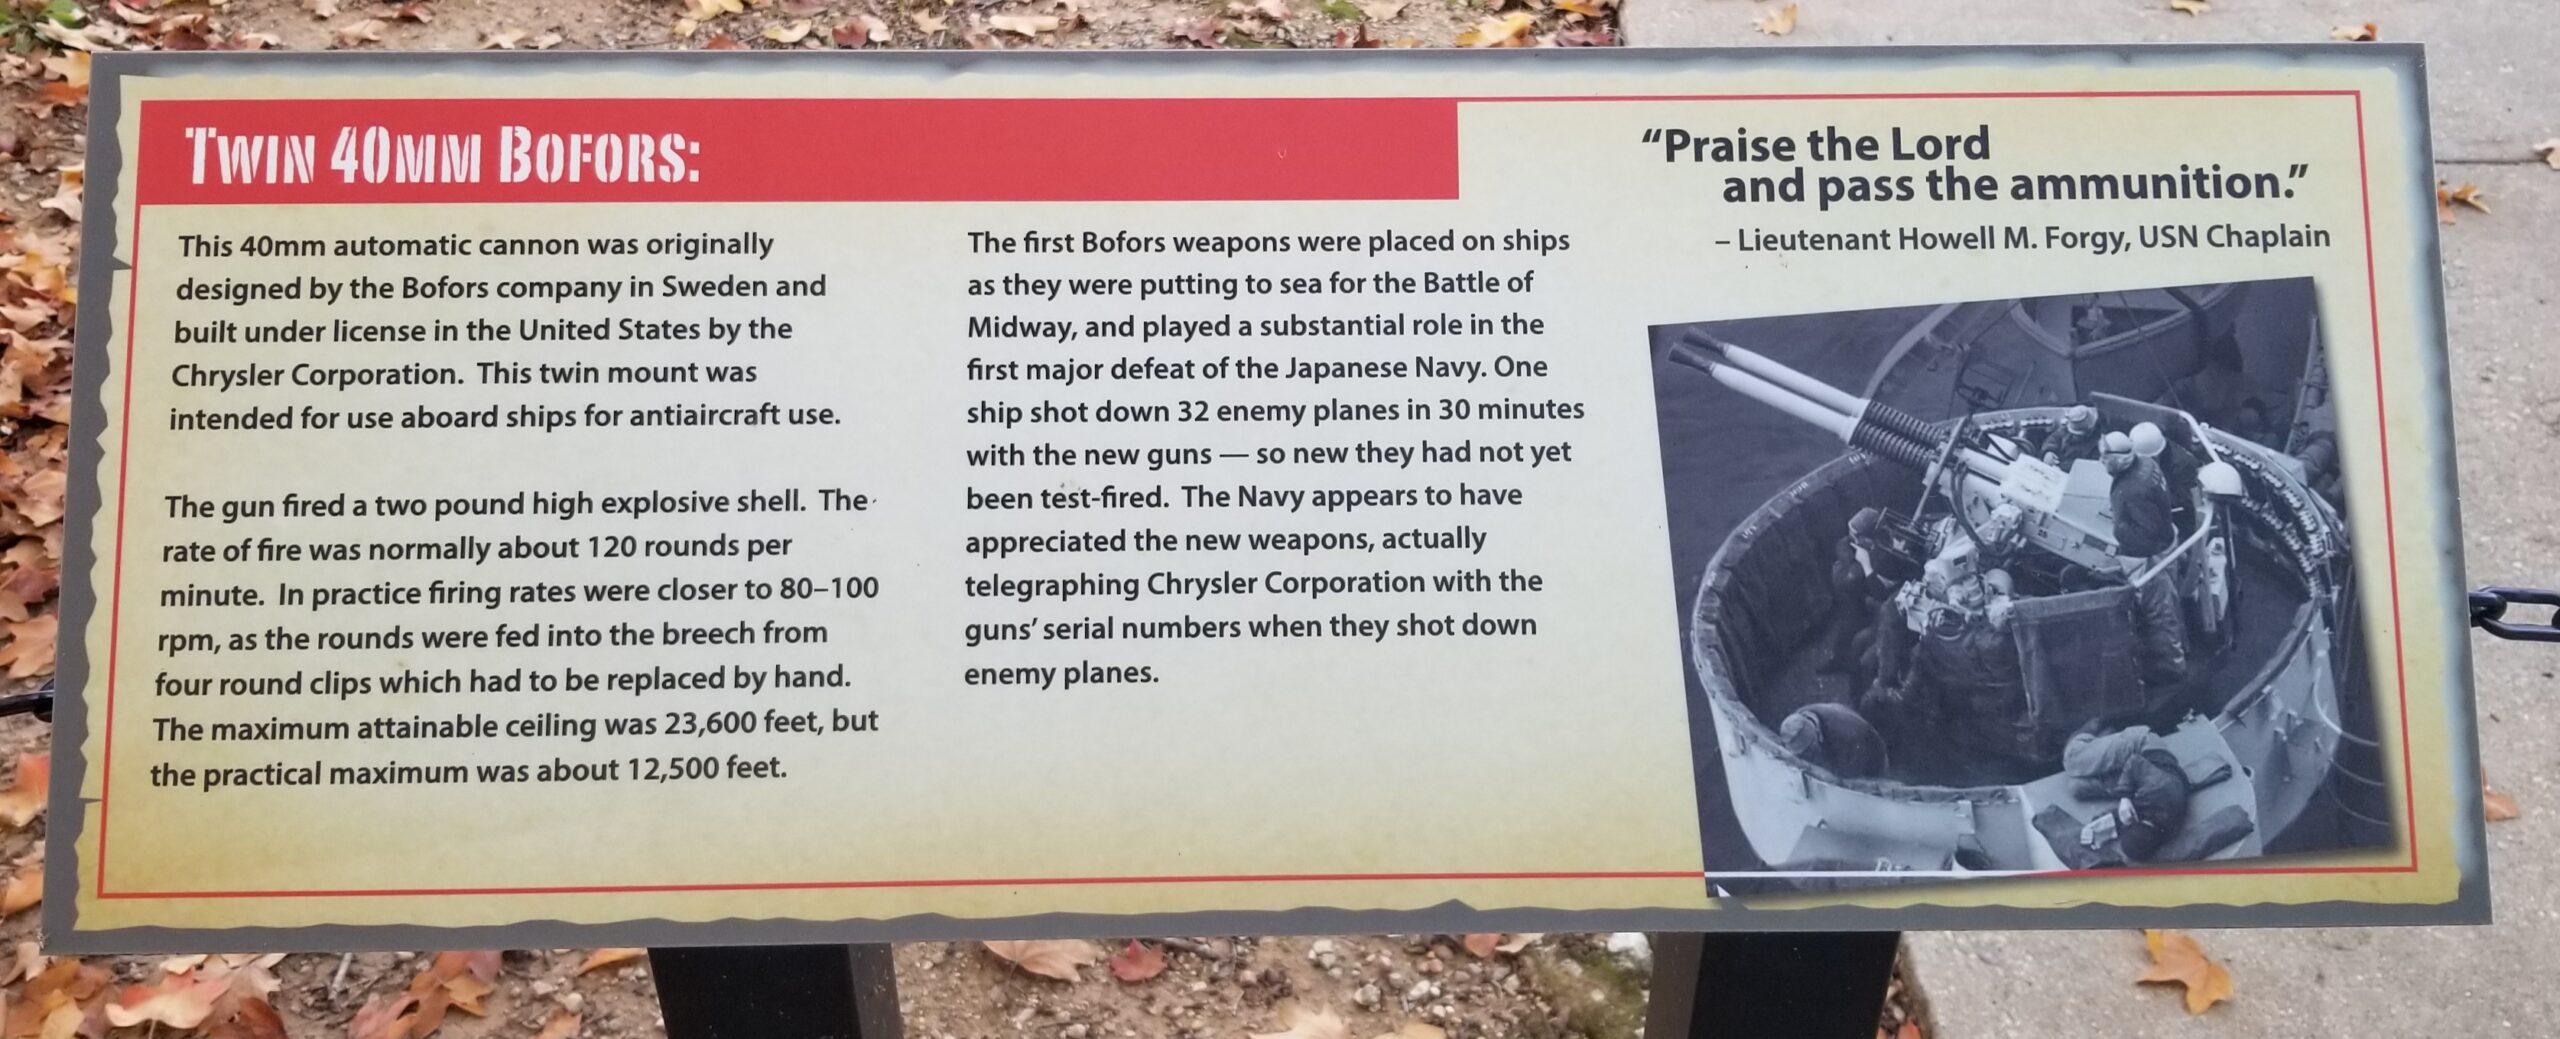 TWIN 40MM BOFORS:
This 40mm automatic cannon was originally
designed by the Bofors company in Sweden and
built under license in the United States by the
Chrysler Corporation. This twin mount was
intended for use aboard ships for antiaircraft use.
The gun fired a two pound high explosive shell. The
rate of fire was normally about 120 rounds per
minute. In practice firing rates were closer to 80–100
rpm, as the rounds were fed into the breech from
four round clips which had to be replaced by hand.
The maximum attainable ceiling was 23,600 feet, but
the practical maximum was about 12,500 feet.
The first Bofors weapons were placed on ships
as they were putting to sea for the Battle of
Midway, and played a substantial role in the
first major defeat of the Japanese Navy. One
ship shot down 32 enemy planes in 30 minutes
with the new guns — so new they had not yet
been test-fired. The Navy appears to have
appreciated the new weapons, actually
telegraphing Chrysler Corporation with the
guns’ serial numbers when they shot down
enemy planes.
“Praise the Lord
and pass the ammunition.”
– Lieutenant Howell M. Forgy, USN Chaplain